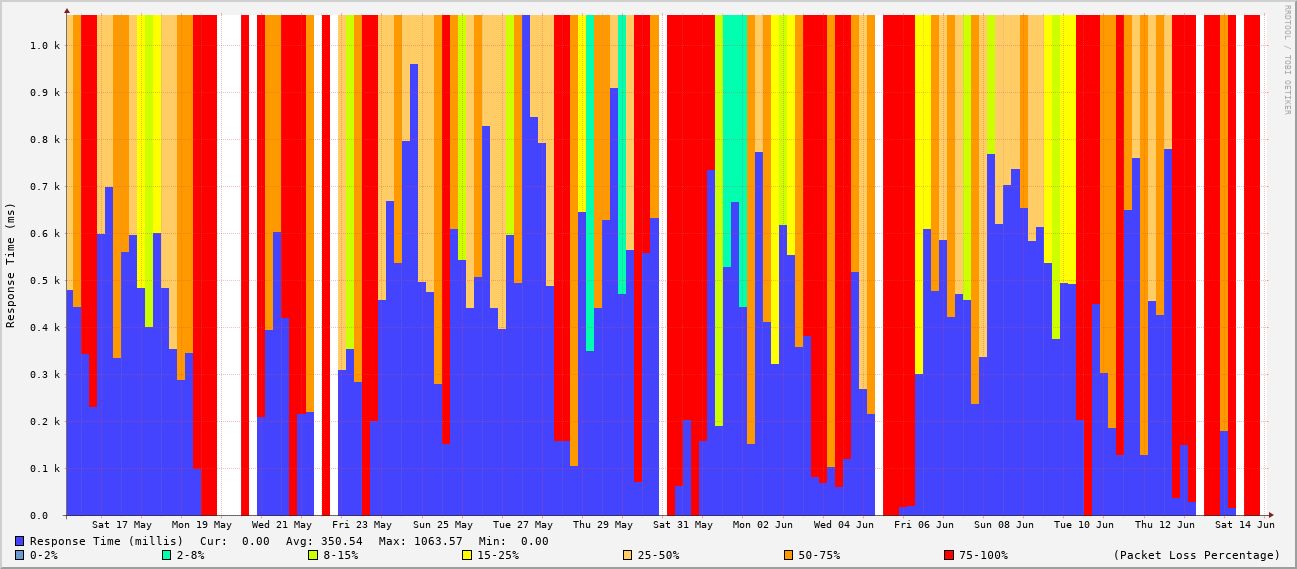 RRDTOOL / TOBI OETIKER
Response Time (ms)
1.0 k
0.9 k
0.8 k
0.7 k
0.6 k
0.5 k
0.4 k
0.3 k
0.2 k
0.1 k
0.0
Sat 17 May Mon 19 May Wed 21 May Fri 23 May Sun 25 May Tue 27 May Thu 29 May Sat 31 May Mon 02 Jun Wed 04 Jun Fri 06 Jun Sun 08 Jun Tue 10 Jun Thu 12 Jun Sat 14 Jun
Response Time (millis) Cur: 0.00 Avg: 350.54 Max: 1063.57 Min: 0.00
0-2% 2-8% 8-15% 15-25% 25-50% 50-75% 75-100% (Packet Loss Percentage)